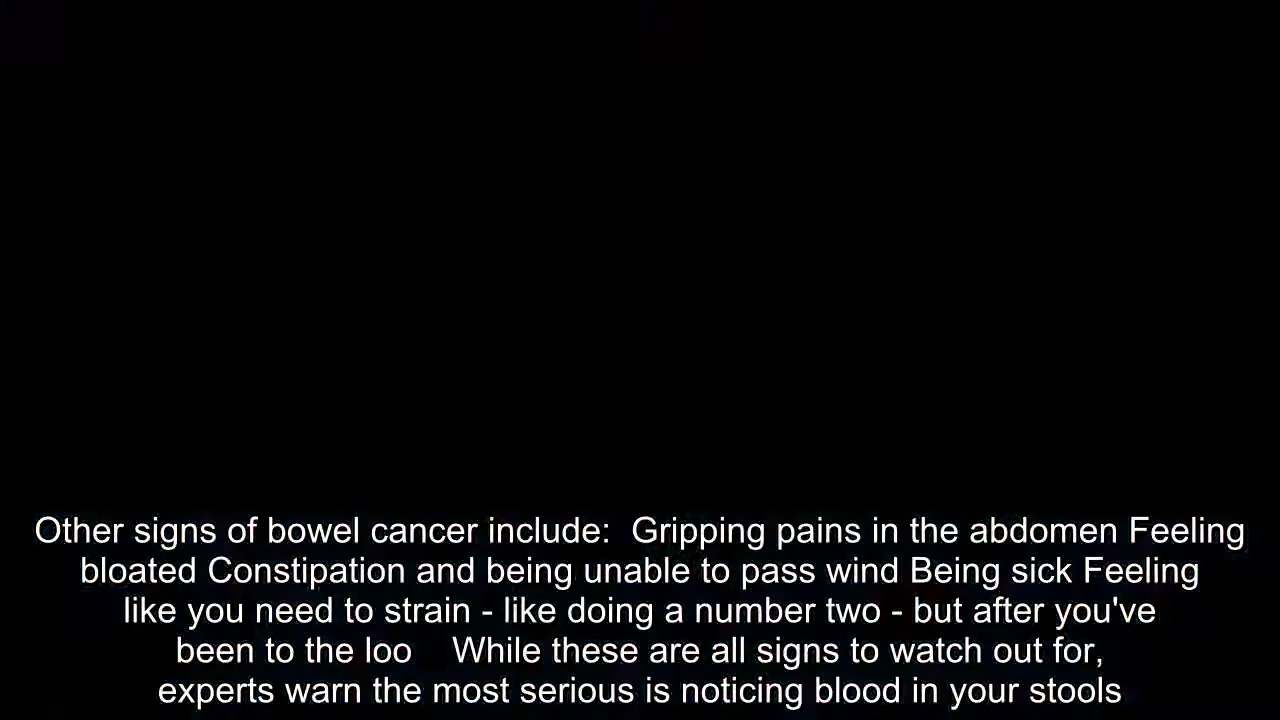 Other signs of bowel cancer include:  Gripping pains in the abdomen Feeling
bloated Constipation and being unable to pass wind Being sick Feeling
like you need to strain - like doing a number two - but after you've
been to the loo    While these are all signs to watch out for,
experts warn the most serious is noticing blood in your stools